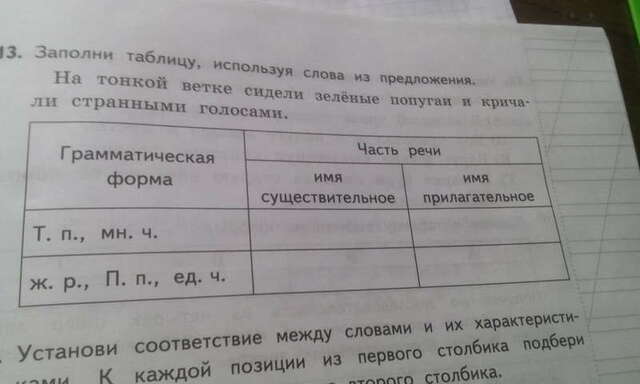 13. Заполни таблицу, используя слова из предложения.
На тонкой ветке сидели зелёные попугаи и крича-
ли странными голосами.
Грамматическая форма
Часть речи
имя существительное
имя прилагательное
Т. п., мн. ч.
ж. р., П. п., ед. ч.
Установи соответствие между словами и их характеристи-
ками. К каждой позиции из первого столбика подбери
второго столбика.